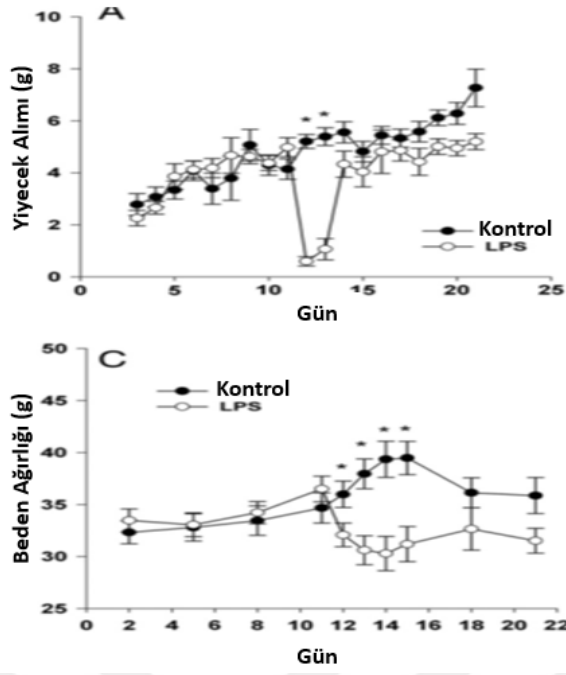 A
Yiyecek Alımı (g)
10
8
6
4
2
0
* *
Kontrol
LPS
0 5 10 15 20 25
Gün
C
Beden Ağırlığı (g)
50
45
40
35
30
25
Kontrol
LPS
* * * *
0 2 4 6 8 10 12 14 16 18 20 22
Gün